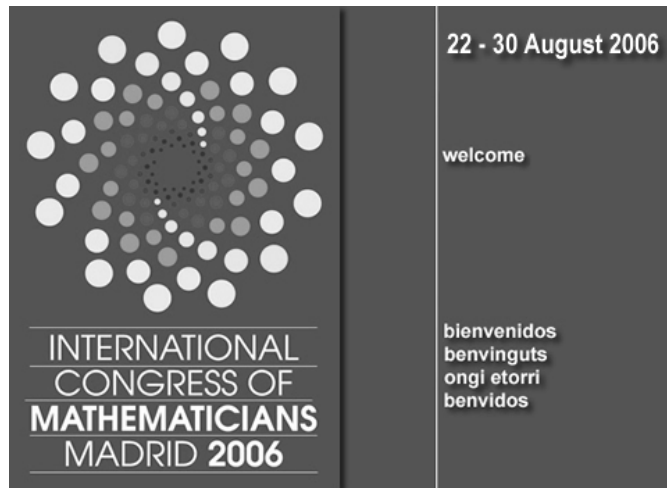 INTERNATIONAL
CONGRESS OF
MATHEMATICIANS
MADRID 2006
22 - 30 August 2006
welcome
bienvenidos
benvinguts
ongi etorri
benvidos